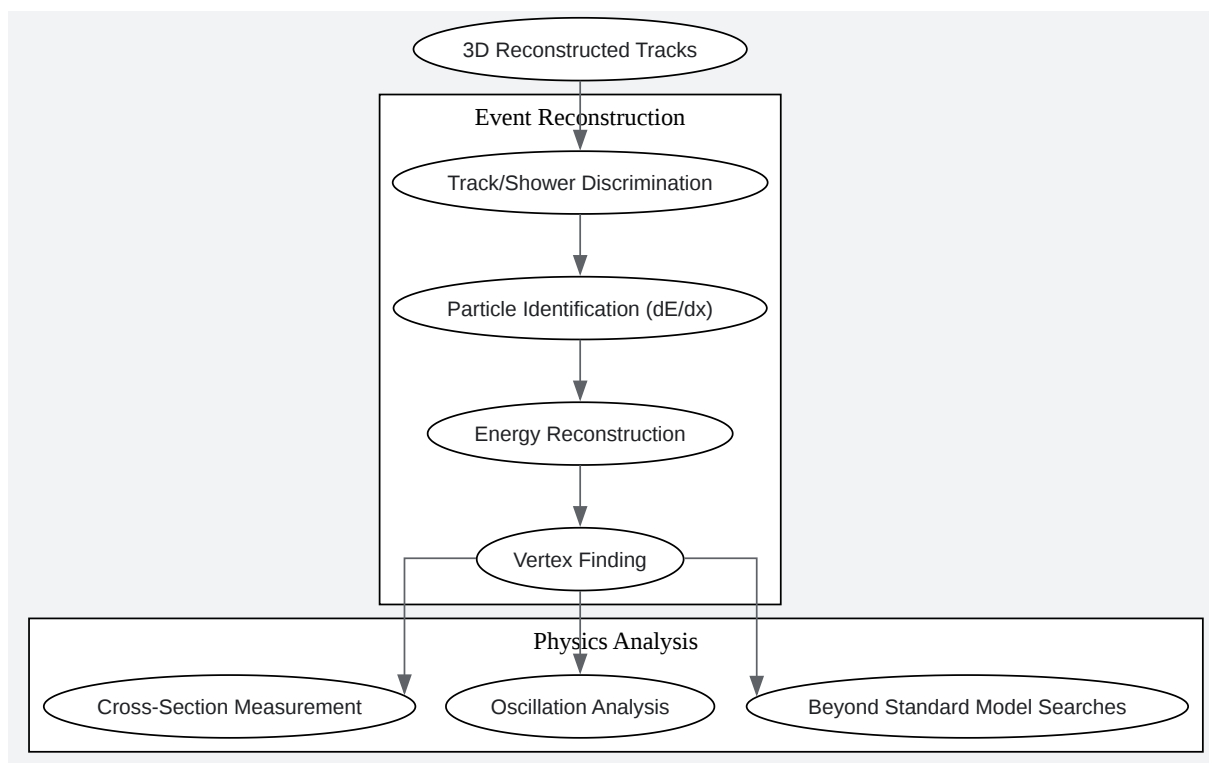 3D Reconstructed Tracks
Event Reconstruction
Track/Shower Discrimination
Particle Identification (dE/dx)
Energy Reconstruction
Vertex Finding
Physics Analysis
Cross-Section Measurement
Oscillation Analysis
Beyond Standard Model Searches